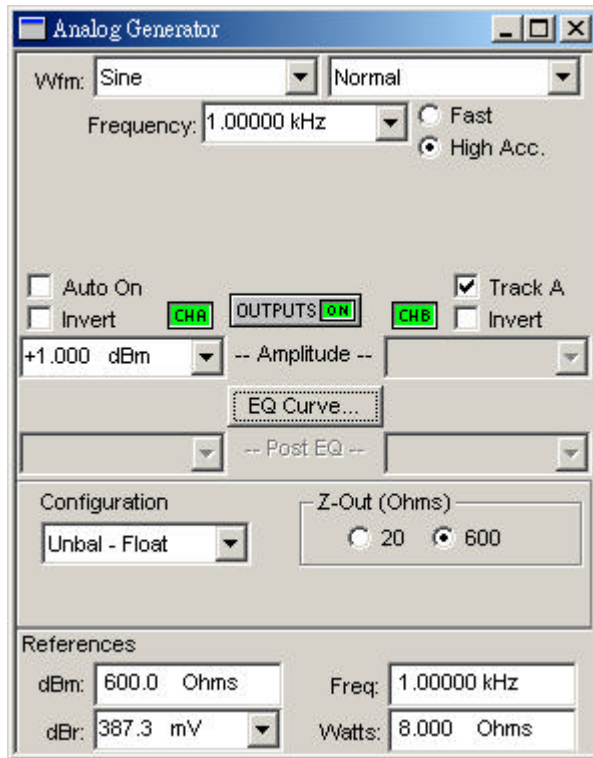 Analog Generator
Wfm: Sine Normal
Frequency: 1.00000 kHz Fast
High Acc.
Auto On Track A
Invert CHA OUTPUTS ON CHB Invert
+1.000 dBm -- Amplitude --
EQ Curve...
-- Post EQ --
Configuration Z-Out (Ohms)
Unbal - Float 20 600
References
dBm: 600.0 Ohms Freq: 1.00000 kHz
dBr: 387.3 mV Watts: 8.000 Ohms